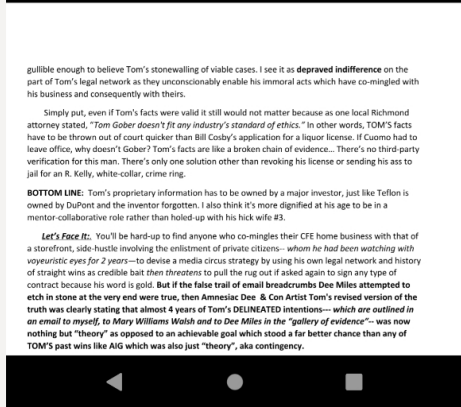 gullible enough to believe Tom's stonewalling of viable cases. I see it as depraved indifference on the
part of Tom's legal network as they unconscionably enable his immoral acts which have co-mingled with
his business and consequently with theirs.
Simply put, even if Tom's facts were valid it still would not matter because as one local Richmond
attorney stated, "Tom Gober doesn't fit any industry's standard of ethics." In other words, TOM'S facts
have to be thrown out of court quicker than Bill Cosby's application for a liquor license. If Cuomo had to
leave office, why doesn't Gober? Tom's facts are like a broken chain of evidence... There's no third-party
verification for this man. There's only one solution other than revoking his license or sending his ass to
jail for an R. Kelly, white-collar, crime ring.
BOTTOM LINE: Tom's proprietary information has to be owned by a major investor, just like Teflon is
owned by DuPont and the inventor forgotten. I also think it's more dignified at his age to be in a
mentor-collaborative role rather than holed-up with his hick wife #3.
Let's Face It: You'll be hard-up to find anyone who co-mingles their CFE home business with that of
a storefront, side-hustle involving the enlistment of private citizens-- whom he had been watching with
voyeuristic eyes for 2 years—to devise a media circus strategy by using his own legal network and history
of straight wins as credible bait then threatens to pull the rug out if asked again to sign any type of
contract because his word is gold. But if the false trail of email breadcrumbs Dee Miles attempted to
etch in stone at the very end were true, then Amnesiac Dee & Con Artist Tom's revised version of the
truth was clearly stating that almost 4 years of Tom's DELINEATED intentions--- which are outlined in
an email to myself, to Mary Williams Walsh and to Dee Miles in the "gallery of evidence"-- was now
nothing but "theory" as opposed to an achievable goal which stood a far better chance than any of
TOM'S past wins like AIG which was also just "theory", aka contingency.